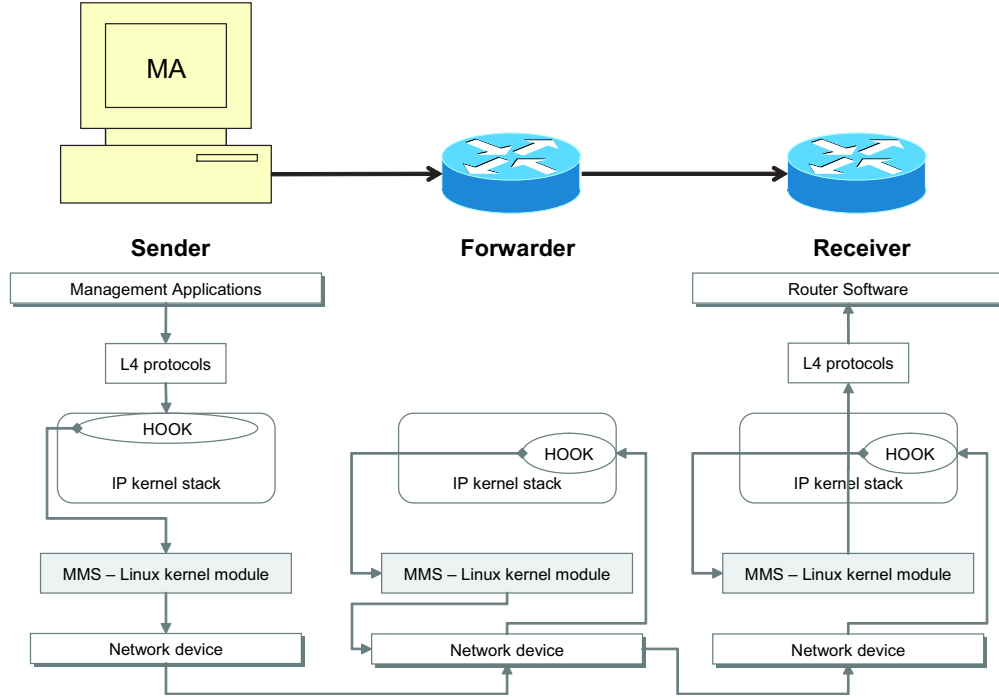 MA
Sender
Forwarder
Receiver
Management Applications
Router Software
L4 protocols
L4 protocols
HOOK
IP kernel stack
HOOK
IP kernel stack
HOOK
IP kernel stack
MMS – Linux kernel module
MMS – Linux kernel module
MMS – Linux kernel module
Network device
Network device
Network device